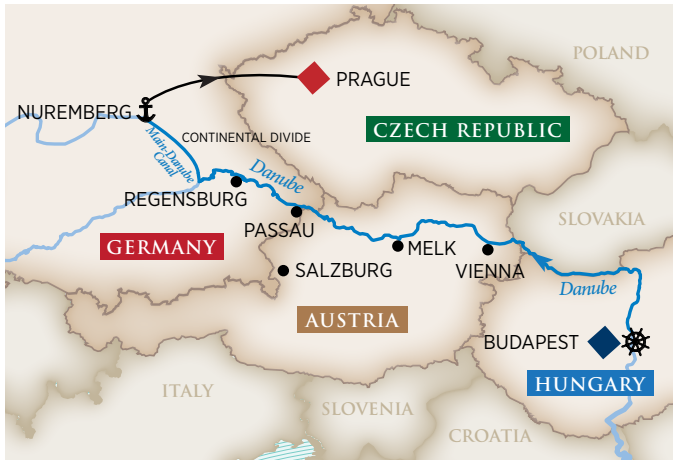 POLAND
PRAGUE
NUREMBERG
CZECH REPUBLIC
CONTINENTAL DIVIDE
Main-Danube
Canal
Danube
REGENSBURG
PASSAU
SLOVAKIA
GERMANY
MELK
VIENNA
SALZBURG
Danube
AUSTRIA
BUDAPEST
HUNGARY
ITALY
SLOVENIA
CROATIA